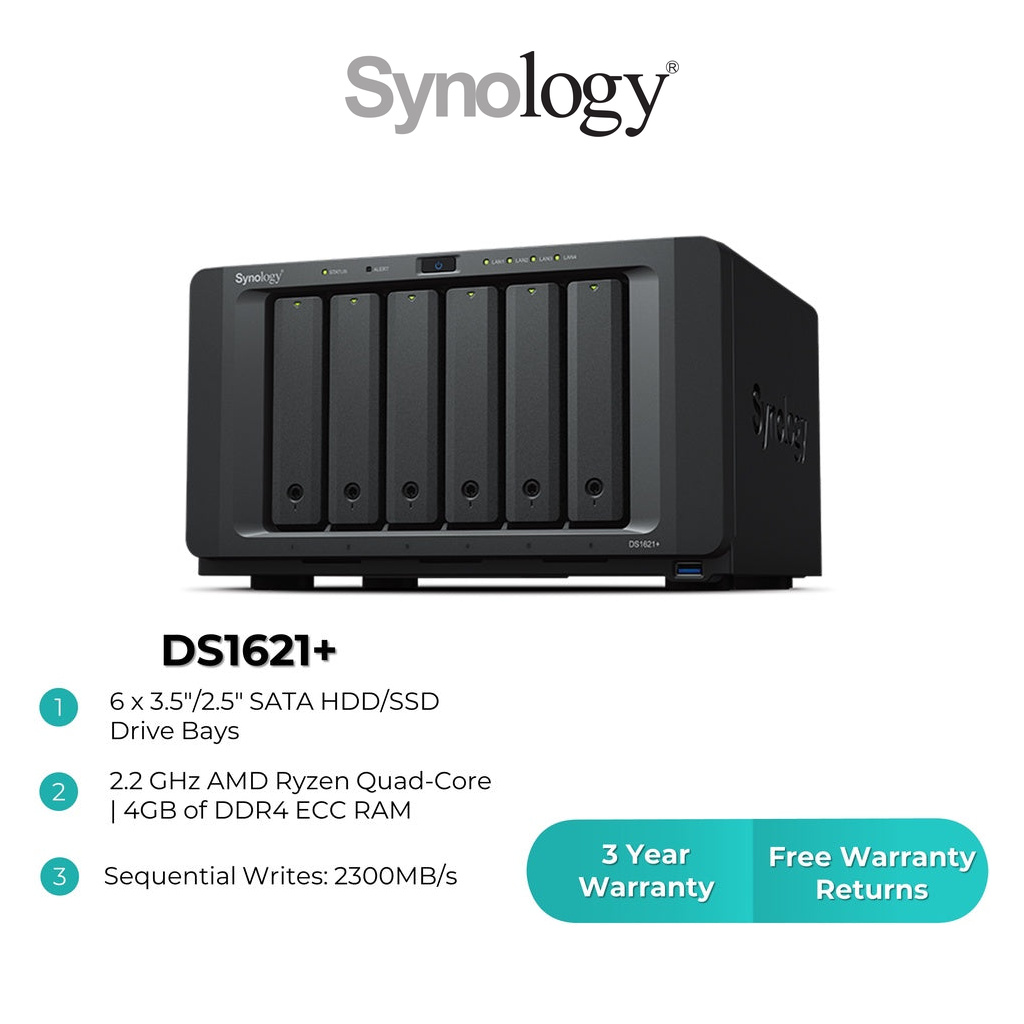 Synology®
Synology®
STATUS
ALERT
LAN1
LAN2
LAN3
LAN4
Synology
DS1621+
DS1621+
1
6 x 3.5"/2.5" SATA HDD/SSD
Drive Bays
2
2.2 GHz AMD Ryzen Quad-Core
| 4GB of DDR4 ECC RAM
3
Sequential Writes: 2300MB/s
3 Year
Warranty
Free Warranty
Returns